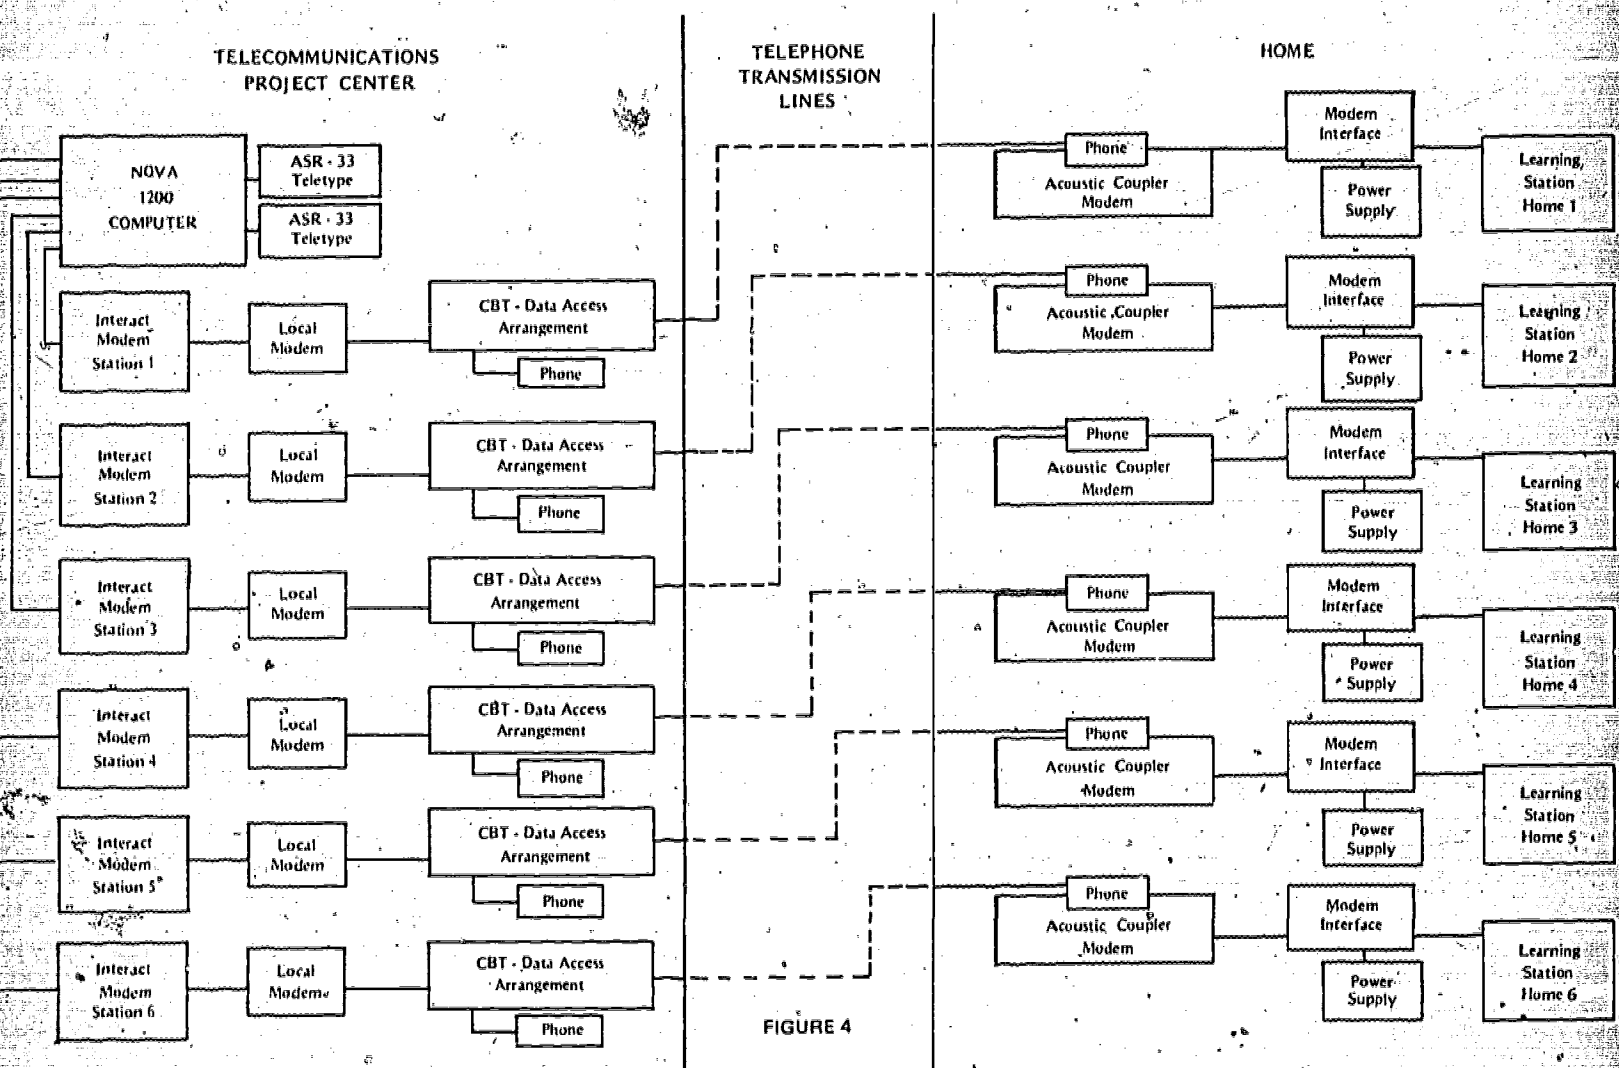 TELECOMMUNICATIONS
PROJECT CENTER
TELEPHONE
TRANSMISSION
LINES
HOME
NOVA
1200
COMPUTER
ASR - 33
Teletype
ASR - 33
Teletype
Interact
Modem
Station 1
Local
Modem
CBT - Data Access
Arrangement
Phone
Phone
Acoustic Coupler
Modem
Modem
Interface
Power
Supply
Learning
Station
Home 1
Interact
Modem
Station 2
Local
Modem
CBT - Data Access
Arrangement
Phone
Phone
Acoustic Coupler
Modem
Modem
Interface
Power
Supply
Learning
Station
Home 2
Interact
Modem
Station 3
Local
Modem
CBT - Data Access
Arrangement
Phone
Phone
Acoustic Coupler
Modem
Modem
Interface
Power
Supply
Learning
Station
Home 3
Interact
Modem
Station 4
Local
Modem
CBT - Data Access
Arrangement
Phone
Phone
Acoustic Coupler
Modem
Modem
Interface
Power
Supply
Learning
Station
Home 4
Interact
Modem
Station 5
Local
Modem
CBT - Data Access
Arrangement
Phone
Phone
Acoustic Coupler
Modem
Modem
Interface
Power
Supply
Learning
Station
Home 5
Interact
Modem
Station 6
Local
Modem
CBT - Data Access
Arrangement
Phone
Phone
Acoustic Coupler
Modem
Modem
Interface
Power
Supply
Learning
Station
Home 6
FIGURE 4